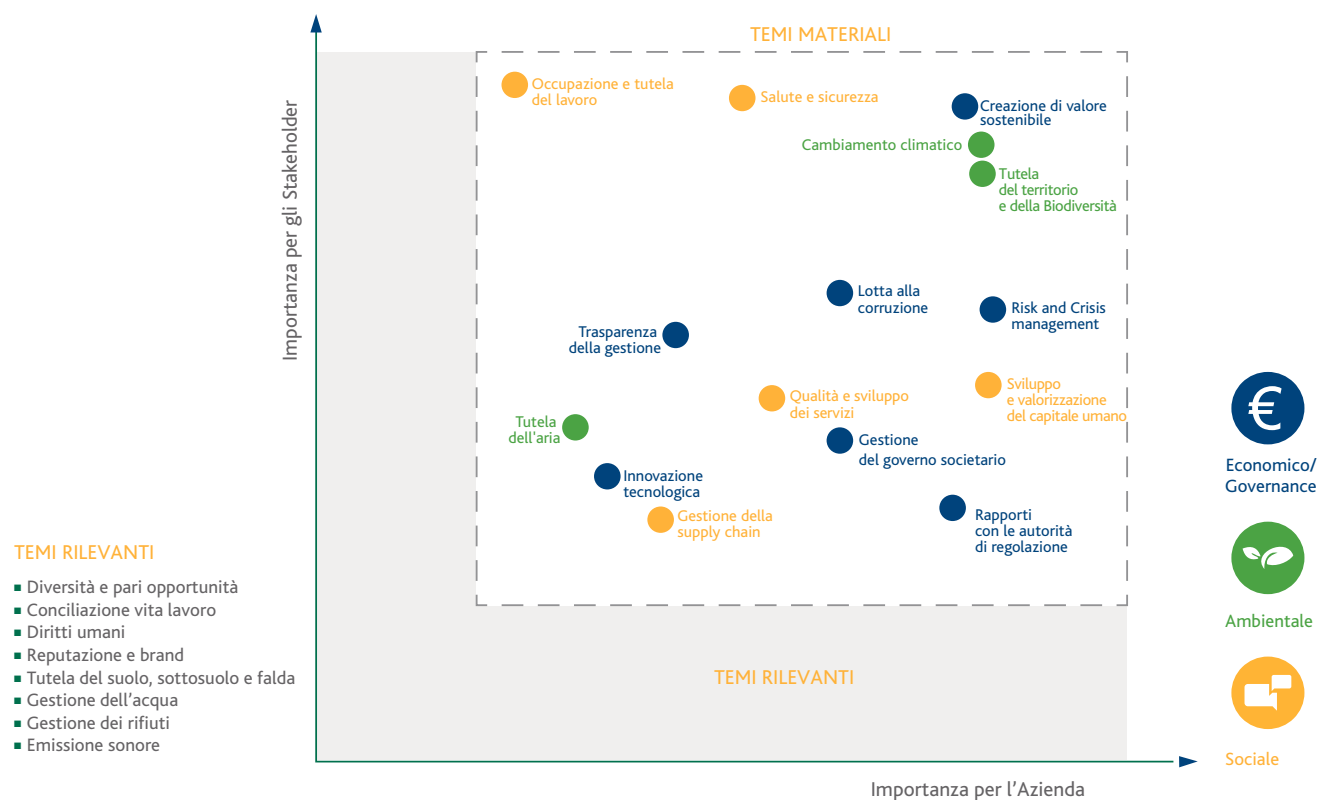 TEMI MATERIALI
Importanza per gli Stakeholder
Occupazione e tutela
del lavoro
Salute e sicurezza
Creazione di valore
sostenibile
Cambiamento climatico
Tutela
del territorio
e della Biodiversità
Lotta alla
corruzione
Risk and Crisis
management
Trasparenza
della gestione
Qualità e sviluppo
dei servizi
Sviluppo
e valorizzazione
del capitale umano
Tutela
dell'aria
Gestione
del governo societario
Innovazione
tecnologica
Gestione della
supply chain
Rapporti
con le autorità
di regolazione
TEMI RILEVANTI
Importanza per l'Azienda
TEMI RILEVANTI
Diversità e pari opportunità
Conciliazione vita lavoro
Diritti umani
Reputazione e brand
Tutela del suolo, sottosuolo e falda
Gestione dell'acqua
Gestione dei rifiuti
Emissione sonore
€
Economico/
Governance
Ambientale
Sociale